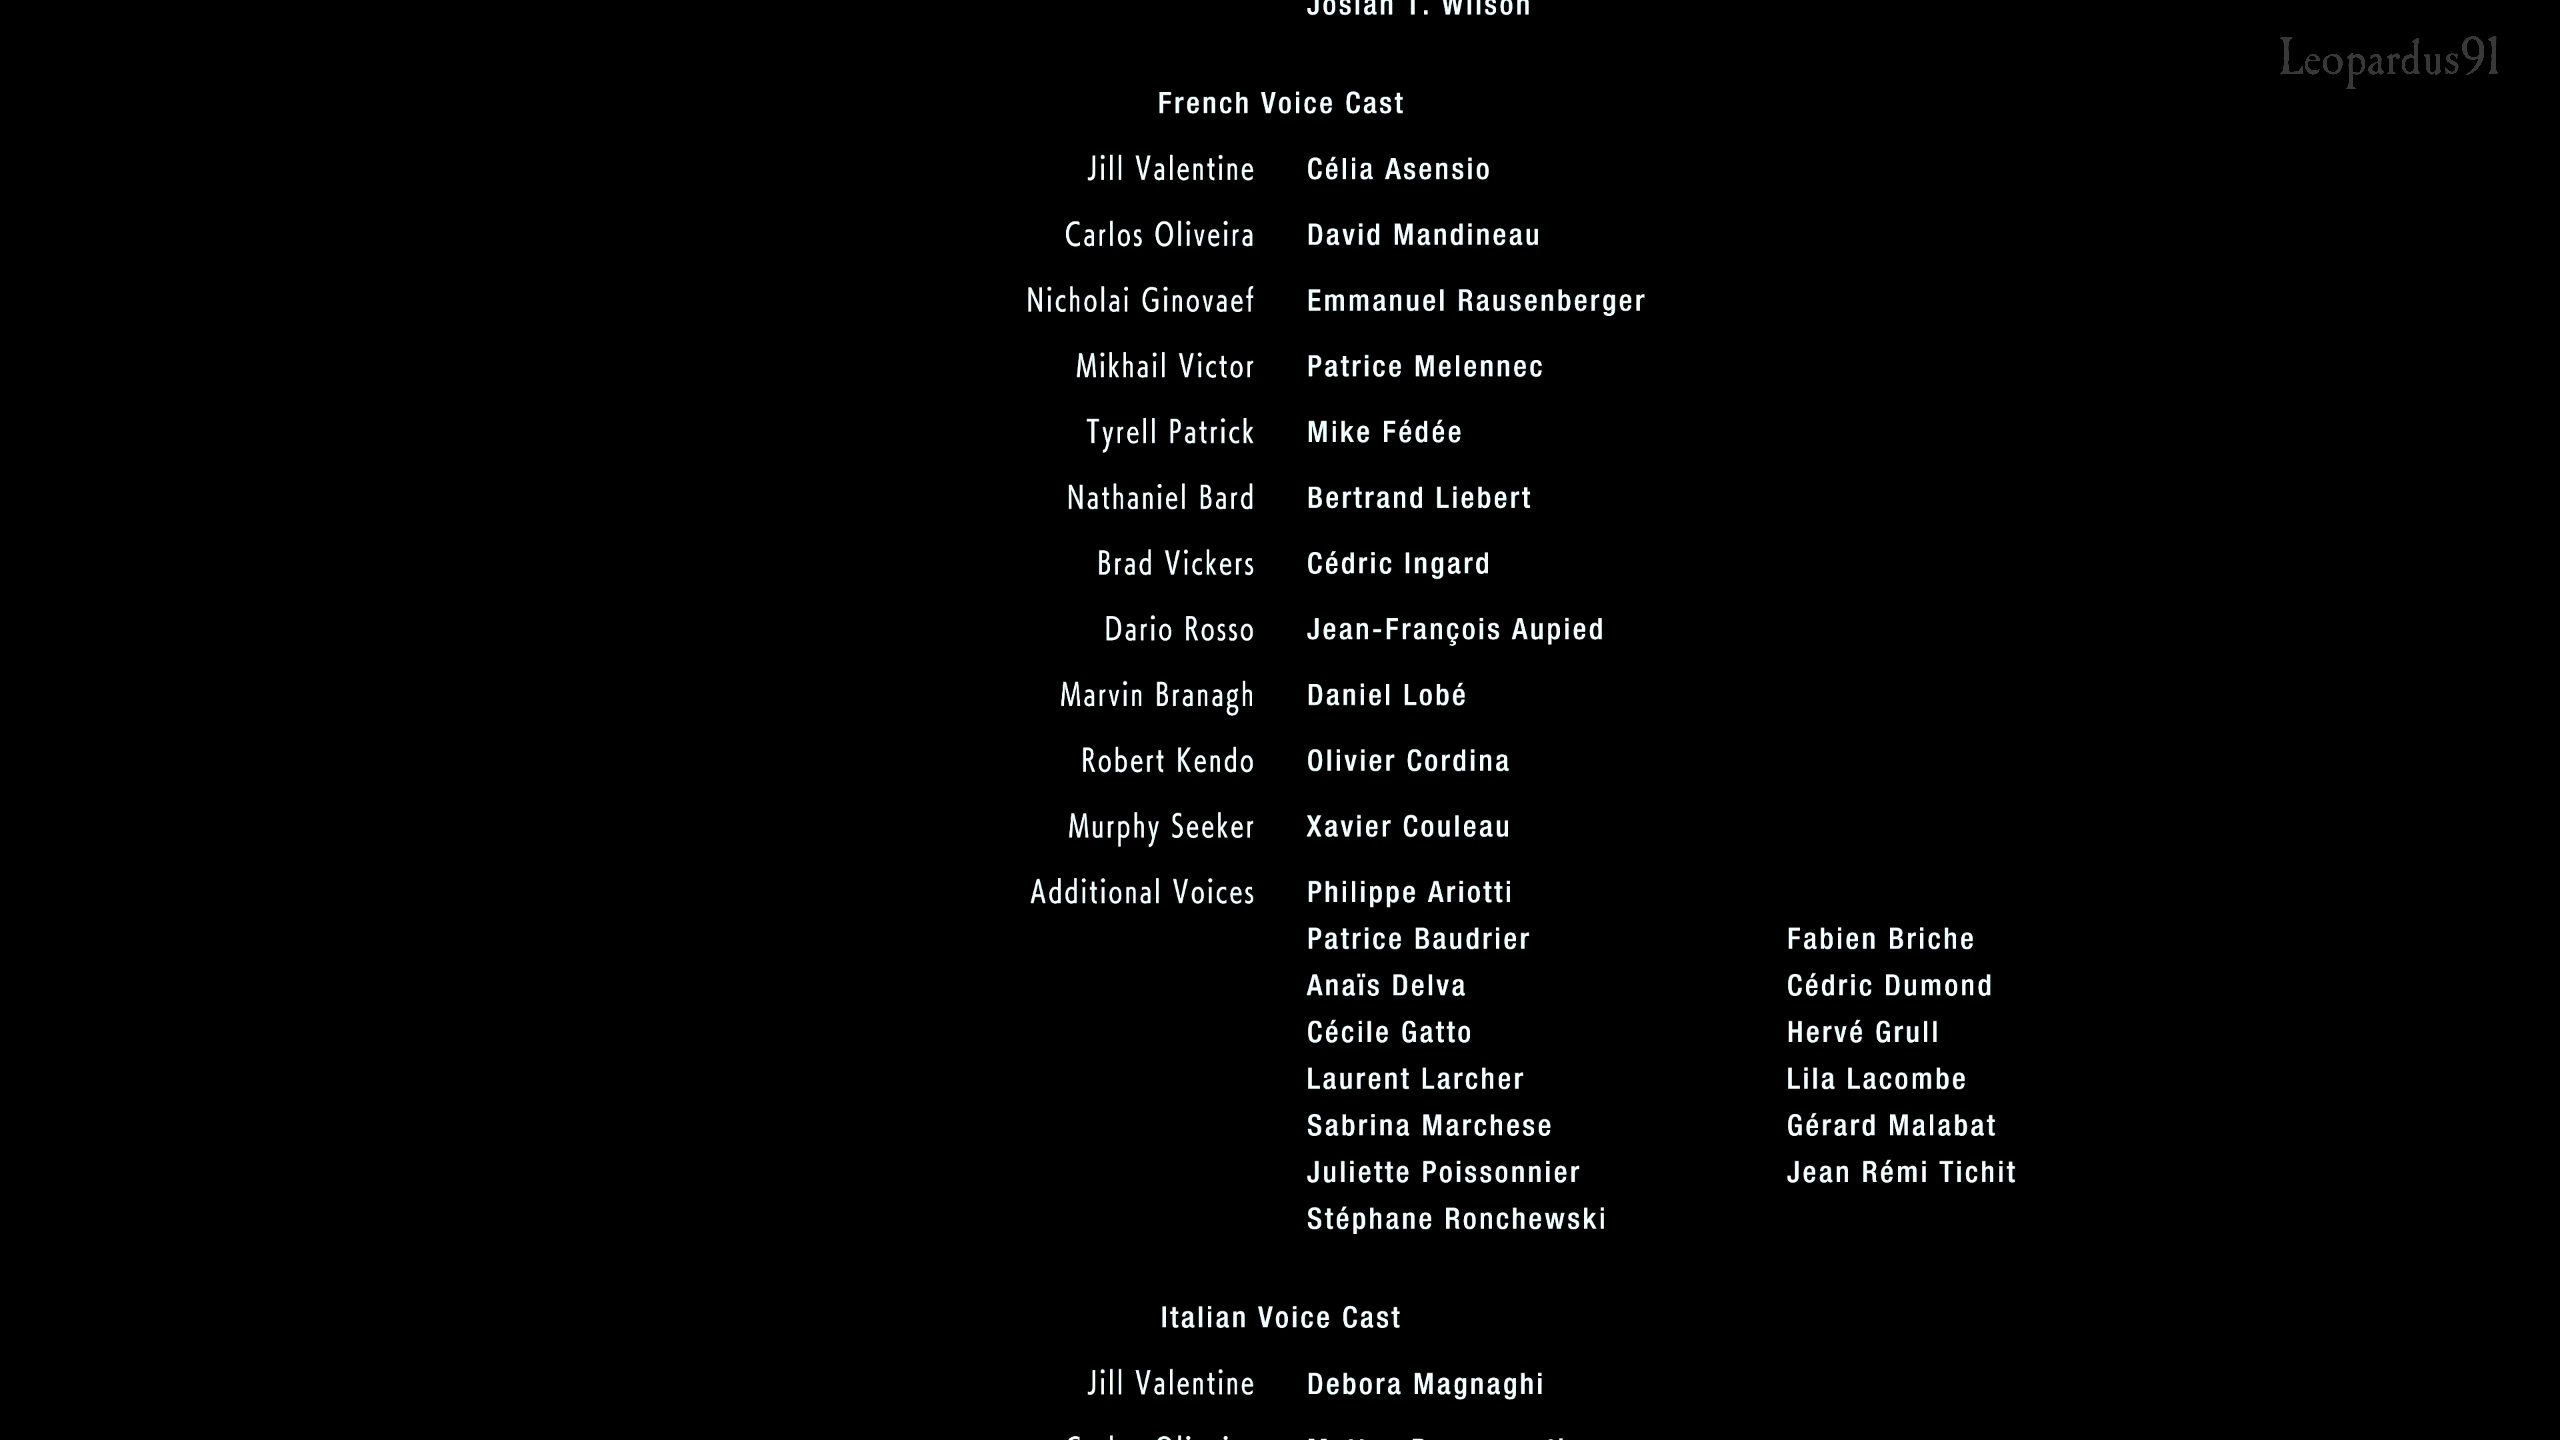 Josiah T. Wilson
Leopardus91
French Voice Cast
Jill Valentine Célia Asensio
Carlos Oliveira David Mandineau
Nicholai Ginovaef Emmanuel Rausenberger
Mikhail Victor Patrice Melennec
Tyrell Patrick Mike Fédée
Nathaniel Bard Bertrand Liebert
Brad Vickers Cédric Ingard
Dario Rosso Jean-François Aupied
Marvin Branagh Daniel Lobé
Robert Kendo Olivier Cordina
Murphy Seeker Xavier Couleau
Additional Voices Philippe Ariotti
Patrice Baudrier Fabien Briche
Anaïs Delva Cédric Dumond
Cécile Gatto Hervé Grull
Laurent Larcher Lila Lacombe
Sabrina Marchese Gérard Malabat
Juliette Poissonnier Jean Rémi Tichit
Stéphane Ronchewski
Italian Voice Cast
Jill Valentine Debora Magnaghi
Carlos Oliveira